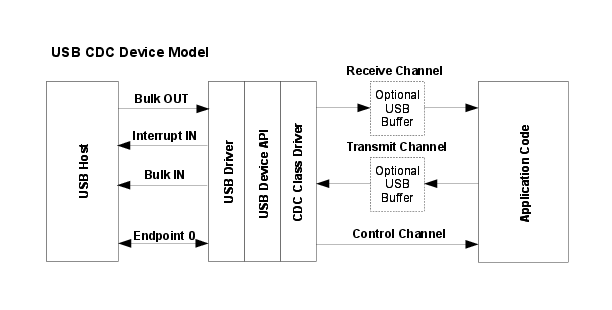 USB CDC Device Model
Receive Channel
Bulk OUT
Optional
USB
Buffer
Interrupt IN
Transmit Channel
USB Host
USB Driver
USB Device API
CDC Class Driver
Application Code
Bulk IN
Optional
USB
Buffer
Endpoint 0
Control Channel